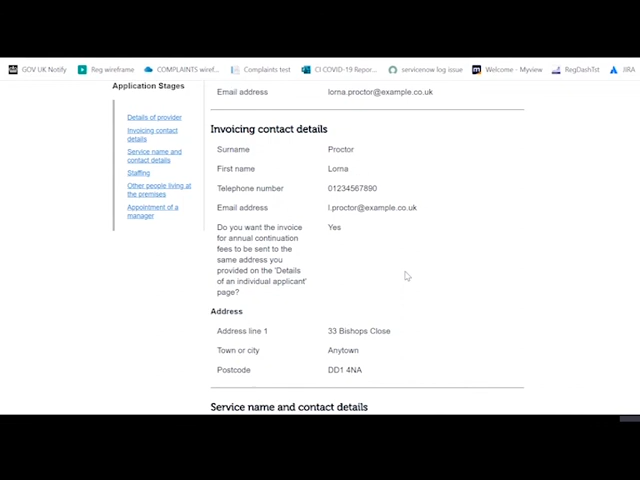 GOV UK Notify Reg wireframe COMPLAINTS wiref... Complaints test CI COVID-19 Repor... servicenow log issue Welcome - Myview RegDashTst JIRA
Application Stages
Email address lorna.proctor@example.co.uk
Details of provider
Invoicing contact
details
Service name and
contact details
Staffing
Other people living at
the premises
Appointment of a
manager
Invoicing contact details
Surname Proctor
First name Lorna
Telephone number 01234567890
Email address l.proctor@example.co.uk
Do you want the invoice Yes
for annual continuation
fees to be sent to the
same address you
provided on the 'Details
of an individual applicant'
page?
Address
Address line 1 33 Bishops Close
Town or city Anytown
Postcode DD1 4NA
Service name and contact details